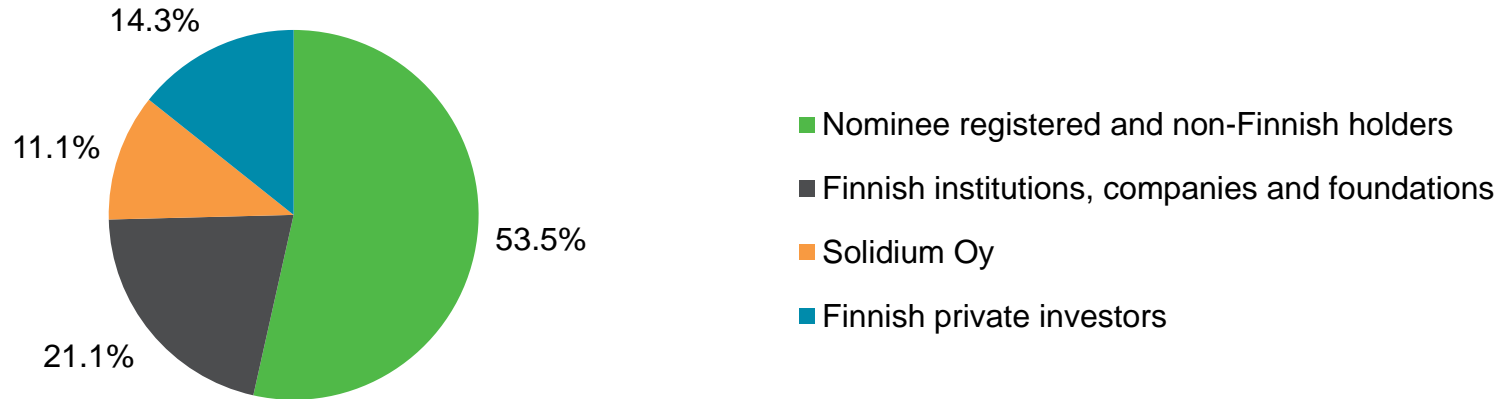 14.3%
11.1%
53.5%
21.1%
Nominee registered and non-Finnish holders
Finnish institutions, companies and foundations
Solidium Oy
Finnish private investors